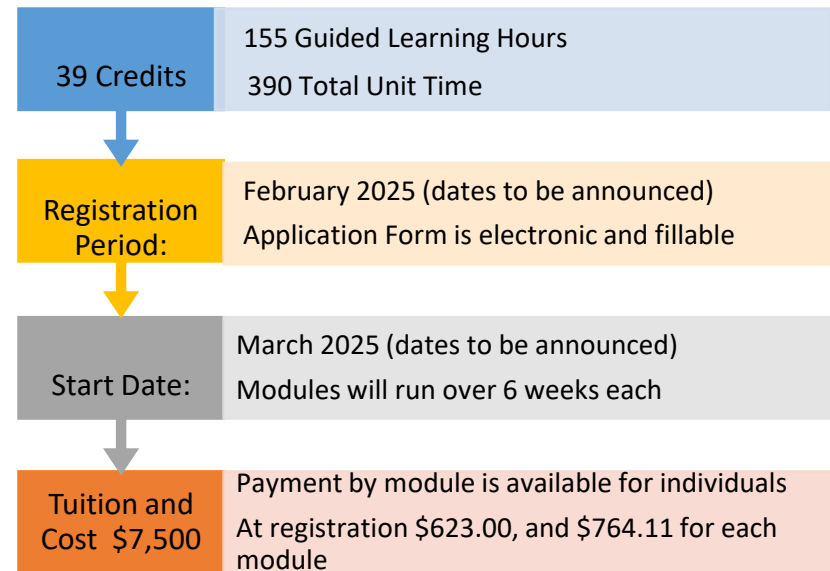 39 Credits
155 Guided Learning Hours
390 Total Unit Time
Registration
Period:
February 2025 (dates to be announced)
Application Form is electronic and fillable
Start Date:
March 2025 (dates to be announced)
Modules will run over 6 weeks each
Tuition and
Cost $7,500
Payment by module is available for individuals
At registration $623.00, and $764.11 for each
module